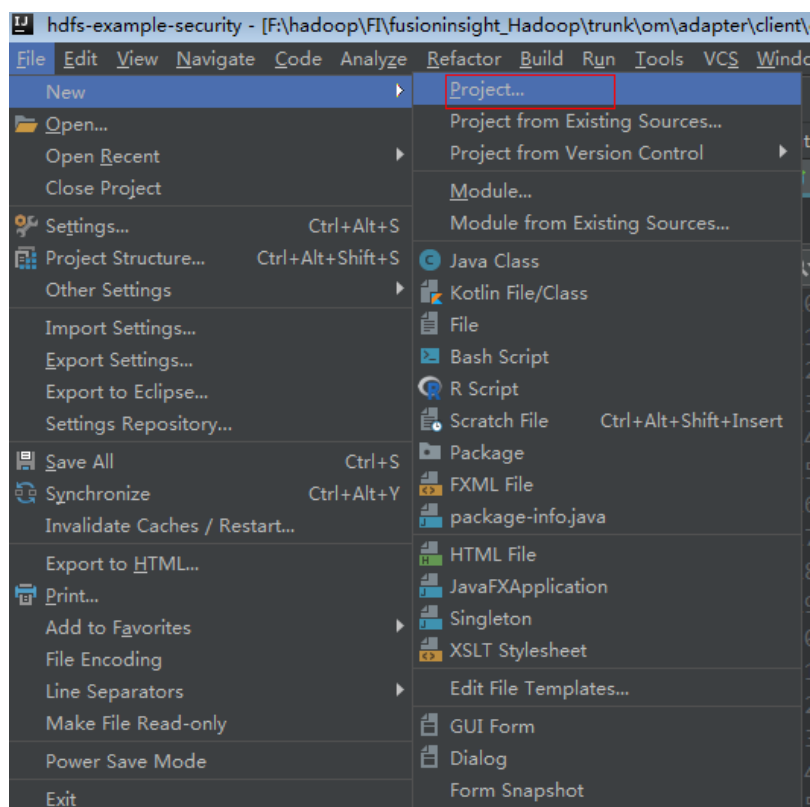 hdfs-example-security - [F:\hadoop\FI\fusioninsight_Hadoop\trunk\om\adapter\client\
File Edit View Navigate Code Analyze Refactor Build Run Tools VCS Windo
New
Open...
Open Recent
Close Project
Settings... Ctrl+Alt+S
Project Structure... Ctrl+Alt+Shift+S
Other Settings
Import Settings...
Export Settings...
Export to Eclipse...
Settings Repository...
Save All Ctrl+S
Synchronize Ctrl+Alt+Y
Invalidate Caches / Restart...
Export to HTML...
Print...
Add to Favorites
File Encoding
Line Separators
Make File Read-only
Power Save Mode
Exit
Project...
Project from Existing Sources...
Project from Version Control
Module...
Module from Existing Sources...
Java Class
Kotlin File/Class
File
Bash Script
R Script
Scratch File Ctrl+Alt+Shift+Insert
Package
FXML File
package-info.java
HTML File
JavaFXApplication
Singleton
XSLT Stylesheet
Edit File Templates...
GUI Form
Dialog
Form Snapshot